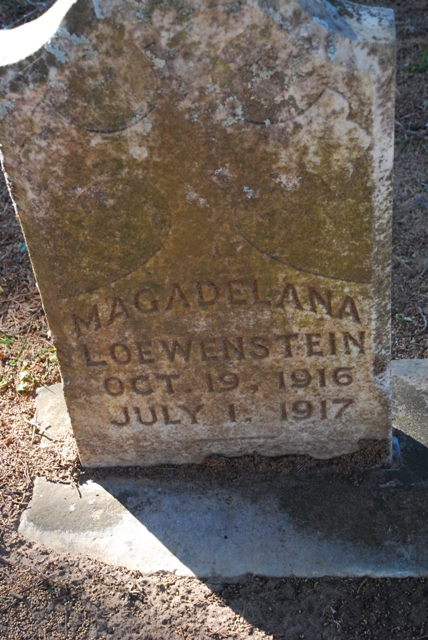 MAGADELANA
LOEWENSTEIN
OCT 19, 1916
JULY 1. 1917